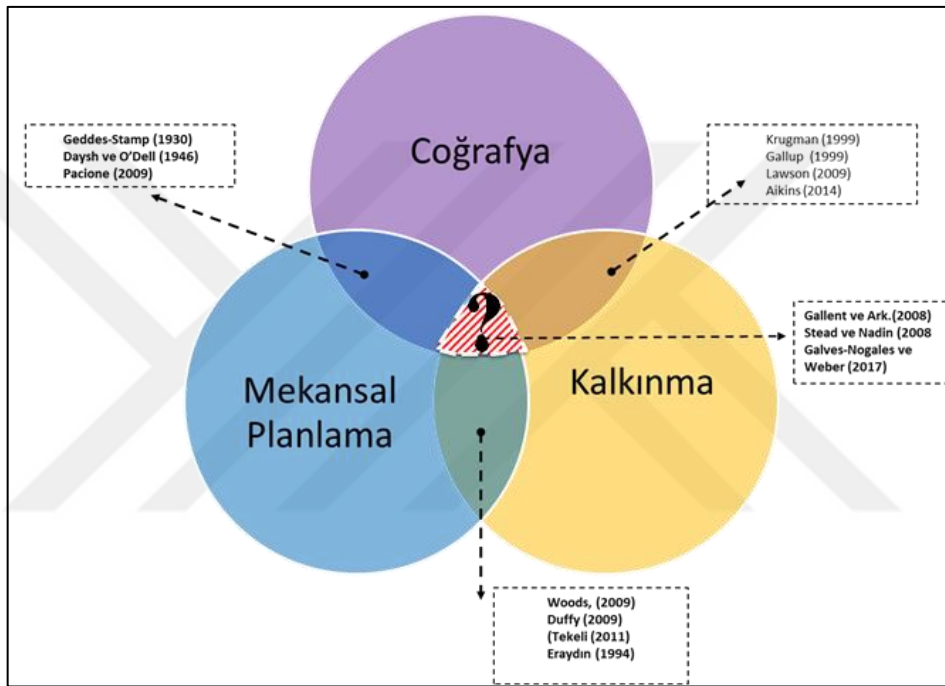 Coğrafya
Geddes-Stamp (1930)
Daysh ve O'Dell (1946)
Pacione (2009)
Krugman (1999)
Gallup (1999)
Lawson (2009)
Aikins (2014)
?
Gallent ve Ark.(2008)
Stead ve Nadin (2008
Galves-Nogales ve
Weber (2017)
Mekansal
Planlama
Kalkınma
Woods, (2009)
Duffy (2009)
(Tekeli (2011)
Eraydın (1994)